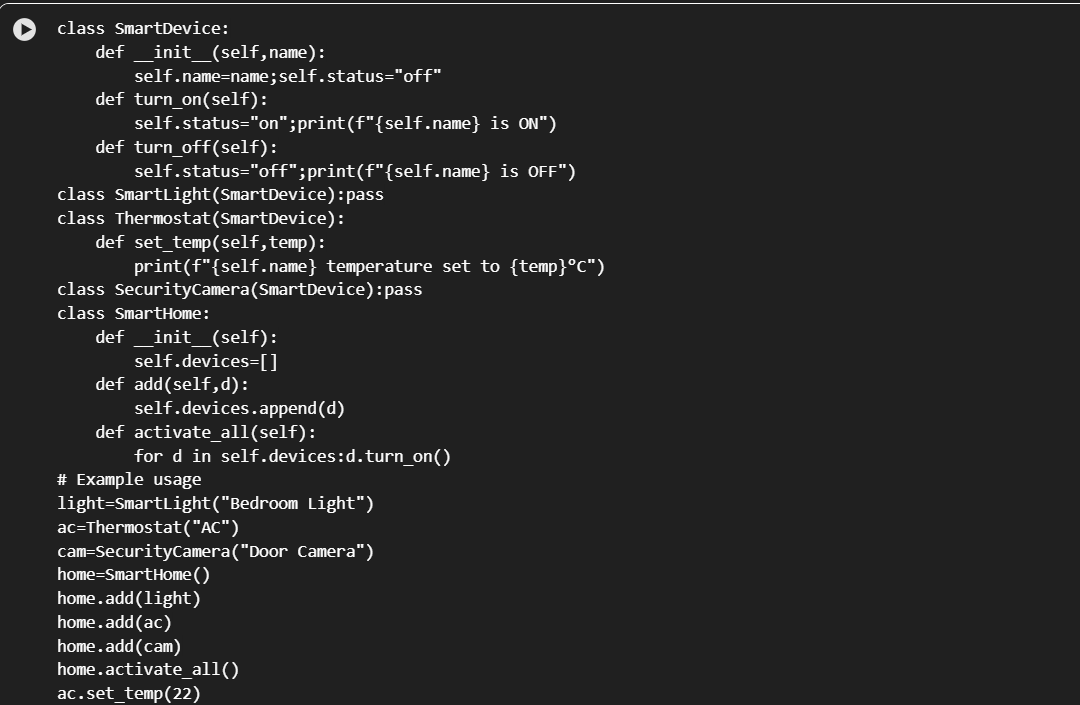 class SmartDevice:
    def __init__(self,name):
        self.name=name;self.status="off"
    def turn_on(self):
        self.status="on";print(f"{self.name} is ON")
    def turn_off(self):
        self.status="off";print(f"{self.name} is OFF")
class SmartLight(SmartDevice):pass
class Thermostat(SmartDevice):
    def set_temp(self,temp):
        print(f"{self.name} temperature set to {temp}°C")
class SecurityCamera(SmartDevice):pass
class SmartHome:
    def __init__(self):
        self.devices=[]
    def add(self,d):
        self.devices.append(d)
    def activate_all(self):
        for d in self.devices:d.turn_on()
# Example usage
light=SmartLight("Bedroom Light")
ac=Thermostat("AC")
cam=SecurityCamera("Door Camera")
home=SmartHome()
home.add(light)
home.add(ac)
home.add(cam)
home.activate_all()
ac.set_temp(22)